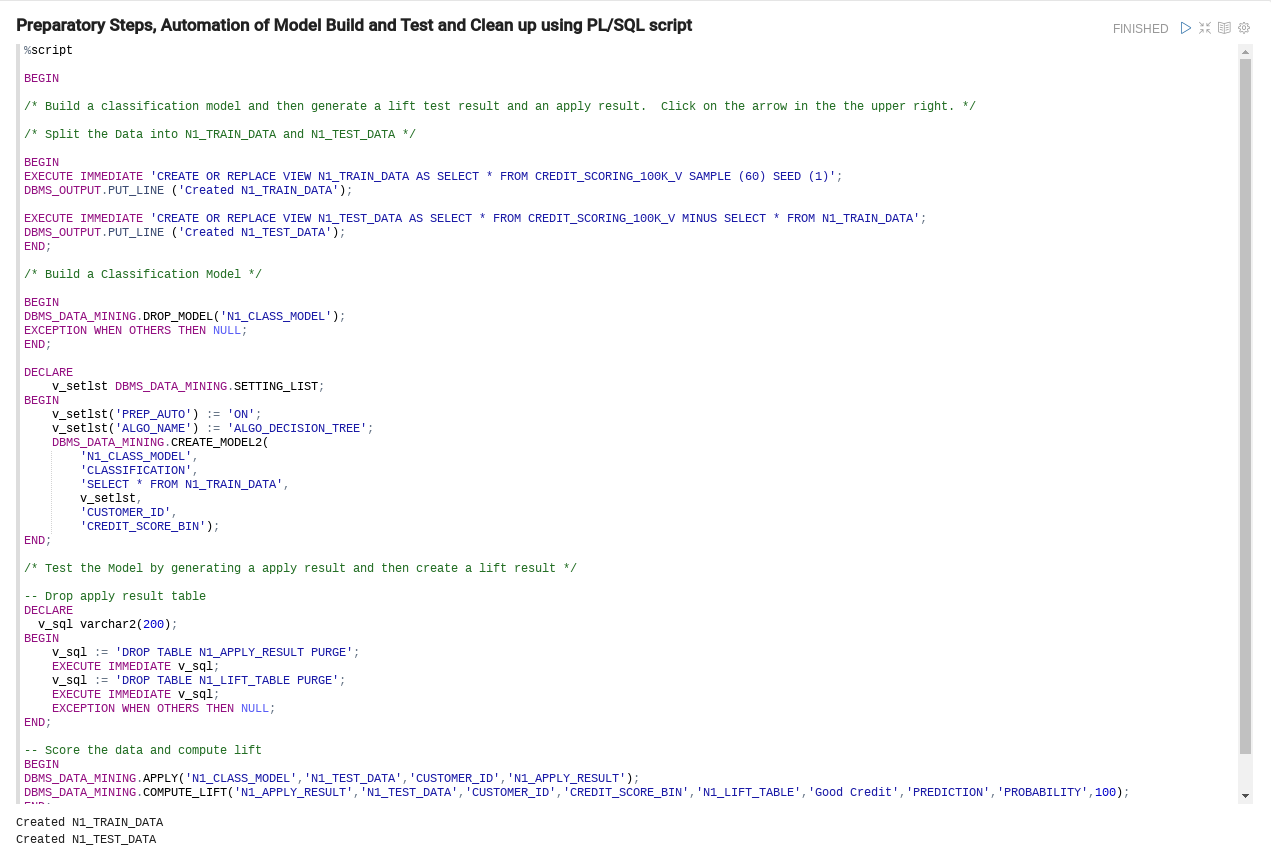 Preparatory Steps, Automation of Model Build and Test and Clean up using PL/SQL script
FINISHED
%script
BEGIN
/* Build a classification model and then generate a lift test result and an apply result.  Click on the arrow in the the upper right. */
/* Split the Data into N1_TRAIN_DATA and N1_TEST_DATA */
BEGIN
EXECUTE IMMEDIATE 'CREATE OR REPLACE VIEW N1_TRAIN_DATA AS SELECT * FROM CREDIT_SCORING_100K_V SAMPLE (60) SEED (1)';
DBMS_OUTPUT.PUT_LINE ('Created N1_TRAIN_DATA');
EXECUTE IMMEDIATE 'CREATE OR REPLACE VIEW N1_TEST_DATA AS SELECT * FROM CREDIT_SCORING_100K_V MINUS SELECT * FROM N1_TRAIN_DATA';
DBMS_OUTPUT.PUT_LINE ('Created N1_TEST_DATA');
END;
/* Build a Classification Model */
BEGIN
DBMS_DATA_MINING.DROP_MODEL('N1_CLASS_MODEL');
EXCEPTION WHEN OTHERS THEN NULL;
END;
DECLARE
    v_setlst DBMS_DATA_MINING.SETTING_LIST;
BEGIN
    v_setlst('PREP_AUTO') := 'ON';
    v_setlst('ALGO_NAME') := 'ALGO_DECISION_TREE';
    DBMS_DATA_MINING.CREATE_MODEL2(
        'N1_CLASS_MODEL',
        'CLASSIFICATION',
        'SELECT * FROM N1_TRAIN_DATA',
        v_setlst,
        'CUSTOMER_ID',
        'CREDIT_SCORE_BIN');
END;
/* Test the Model by generating a apply result and then create a lift result */
-- Drop apply result table
DECLARE
  v_sql varchar2(200);
BEGIN
    v_sql := 'DROP TABLE N1_APPLY_RESULT PURGE';
    EXECUTE IMMEDIATE v_sql;
    v_sql := 'DROP TABLE N1_LIFT_TABLE PURGE';
    EXECUTE IMMEDIATE v_sql;
    EXCEPTION WHEN OTHERS THEN NULL;
END;
-- Score the data and compute lift
BEGIN
DBMS_DATA_MINING.APPLY('N1_CLASS_MODEL','N1_TEST_DATA','CUSTOMER_ID','N1_APPLY_RESULT');
DBMS_DATA_MINING.COMPUTE_LIFT('N1_APPLY_RESULT','N1_TEST_DATA','CUSTOMER_ID','CREDIT_SCORE_BIN','N1_LIFT_TABLE','Good Credit','PREDICTION','PROBABILITY',100);
Created N1_TRAIN_DATA
Created N1_TEST_DATA